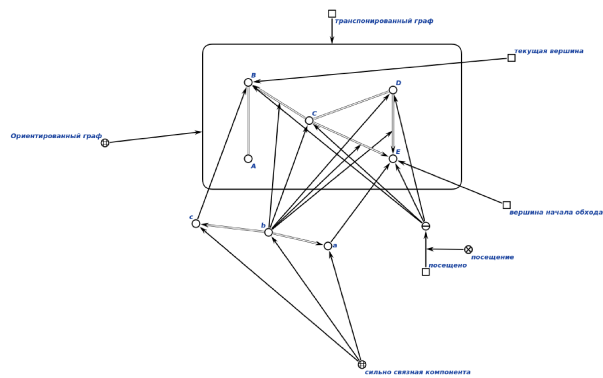 транспонированный граф
текущая вершина
B
D
C
Ориентированный граф
E
A
вершина начала обхода
c
b
a
посещение
посещено
сильно связная компонента